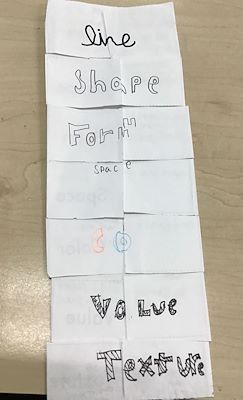 line
Shape
ForM
space
C O
VaLUE
TexTure